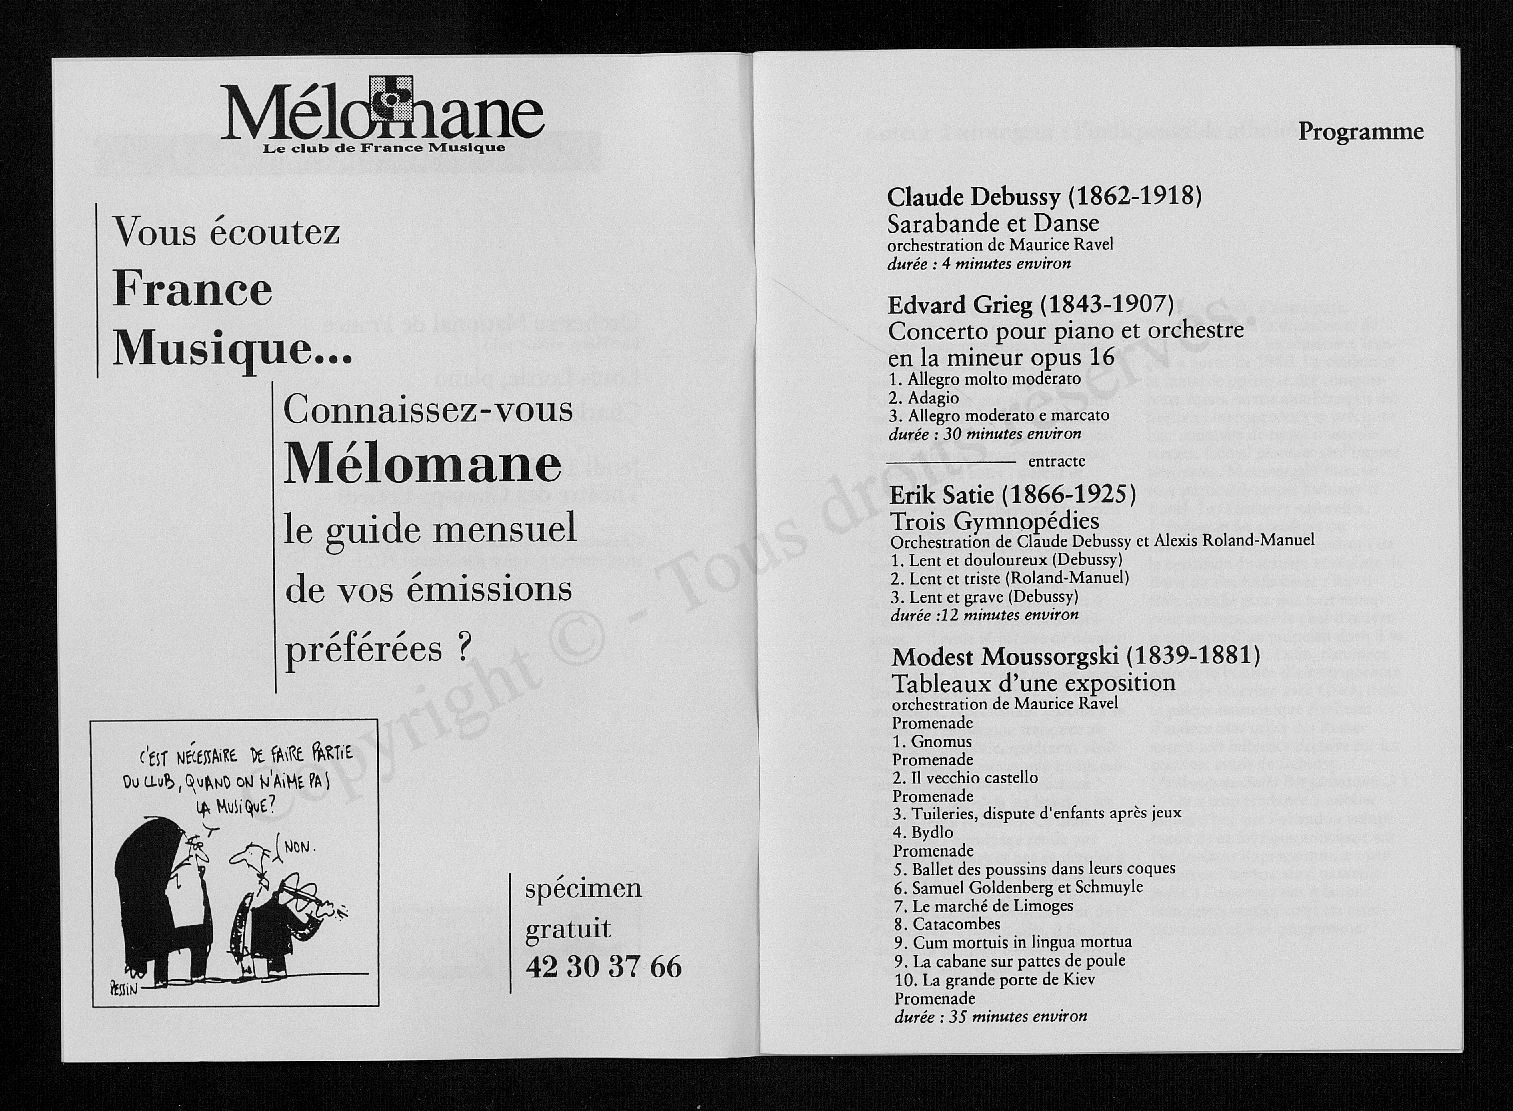 Mélomane
Le club de France Musique
Vous écoutez
France
Musique...
Connaissez-vous
Mélomane
le guide mensuel
de vos émissions
préférées ?
C'EST NÉCESSAIRE DE FAIRE PARTIE
DU CLUB, QUAND ON N'AIME PAS
LA MUSIQUE?
NON.
PESSIN
spécimen
gratuit
42 30 37 66
Programme
Claude Debussy (1862-1918)
Sarabande et Danse
orchestration de Maurice Ravel
durée : 4 minutes environ
Edvard Grieg (1843-1907)
Concerto pour piano et orchestre
en la mineur opus 16
1. Allegro molto moderato
2. Adagio
3. Allegro moderato e marcato
durée : 30 minutes environ
entracte
Erik Satie (1866-1925)
Trois Gymnopédies
Orchestration de Claude Debussy et Alexis Roland-Manuel
1. Lent et douloureux (Debussy)
2. Lent et triste (Roland-Manuel)
3. Lent et grave (Debussy)
durée :12 minutes environ
Modest Moussorgski (1839-1881)
Tableaux d'une exposition
orchestration de Maurice Ravel
Promenade
1. Gnomus
Promenade
2. Il vecchio castello
Promenade
3. Tuileries, dispute d'enfants après jeux
4. Bydlo
Promenade
5. Ballet des poussins dans leurs coques
6. Samuel Goldenberg et Schmuyle
7. Le marché de Limoges
8. Catacombes
9. Cum mortuis in lingua mortua
9. La cabane sur pattes de poule
10. La grande porte de Kiev
Promenade
durée : 35 minutes environ
Copyright © - Tous droits réservés.